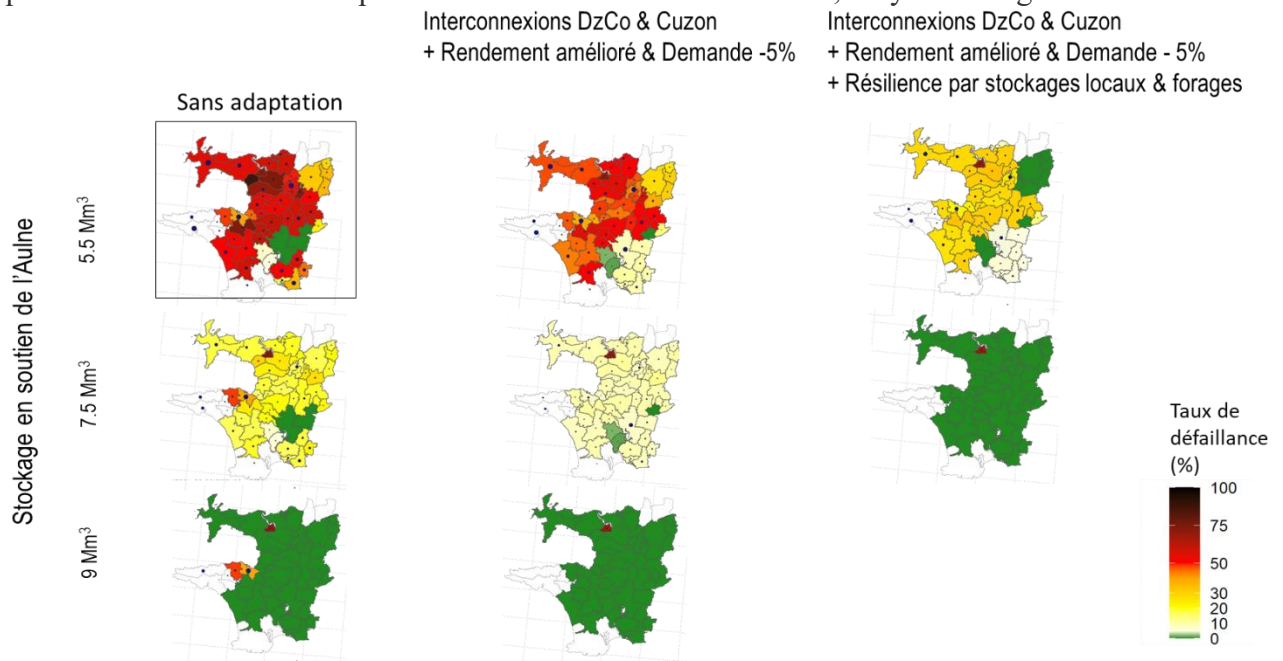 Interconnexions DzCo & Cuzon
+ Rendement amélioré & Demande -5%
Interconnexions DzCo & Cuzon
+ Rendement amélioré & Demande - 5%
+ Résilience par stockages locaux & forages
Sans adaptation
Stockage en soutien de l'Aulne
5.5 Mm³
7.5 Mm³
9 Mm³
Taux de
défaillance
(%)
100
75
50
30
20
10
0